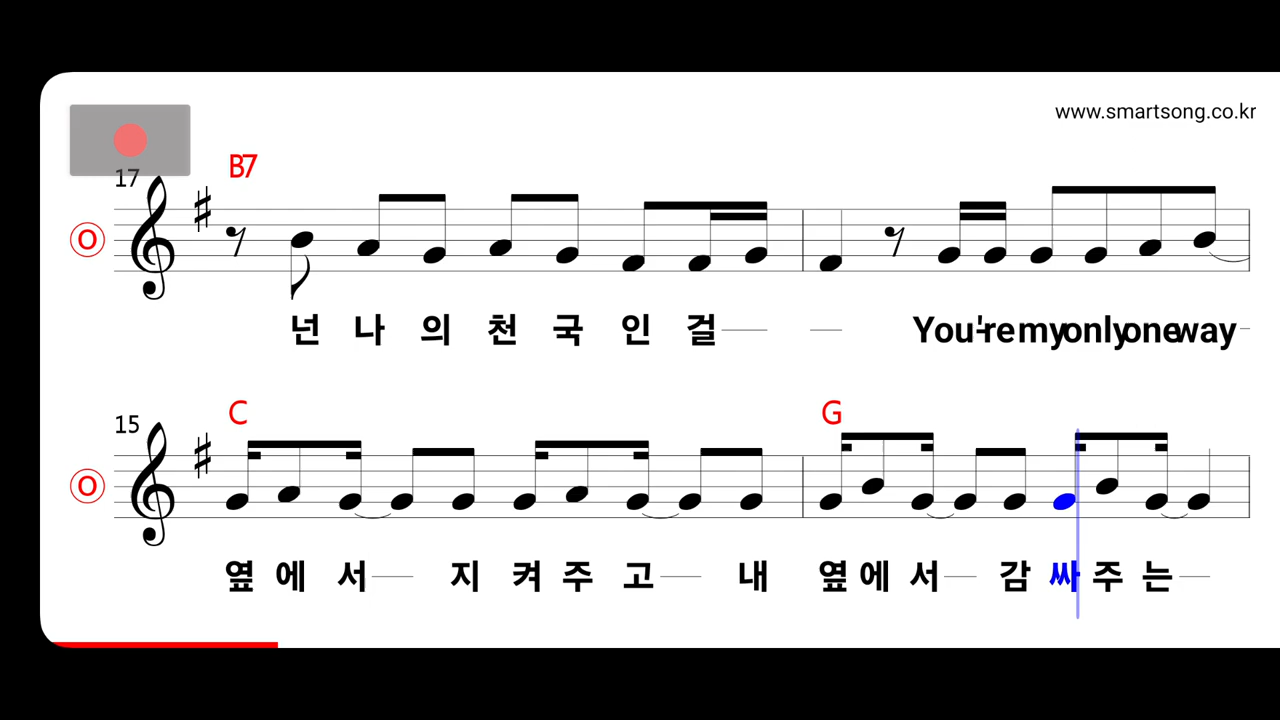 www.smartsong.co.kr
B7
17
O
넌 나 의 천 국 인 걸 You're my only one way
C G
15
O
옆 에 서 지 켜 주 고 내 옆 에 서 감 싸 주 는